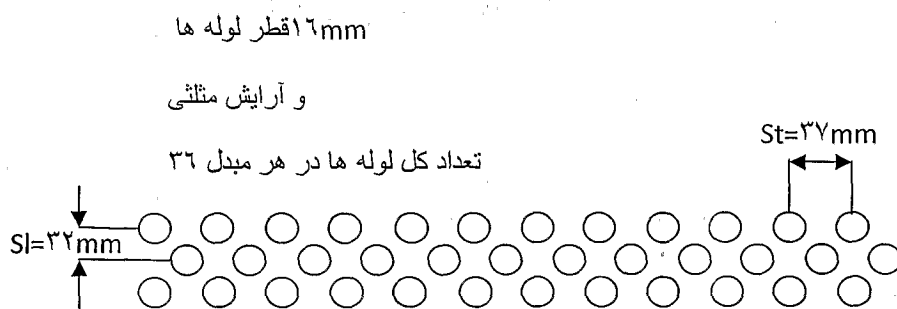 ۱۶mm قطر لوله ها
و آرایش مثلثی
تعداد کل لوله ها در هر مبدل ۳۶
St=۳۷mm
Sl=۳۲mm